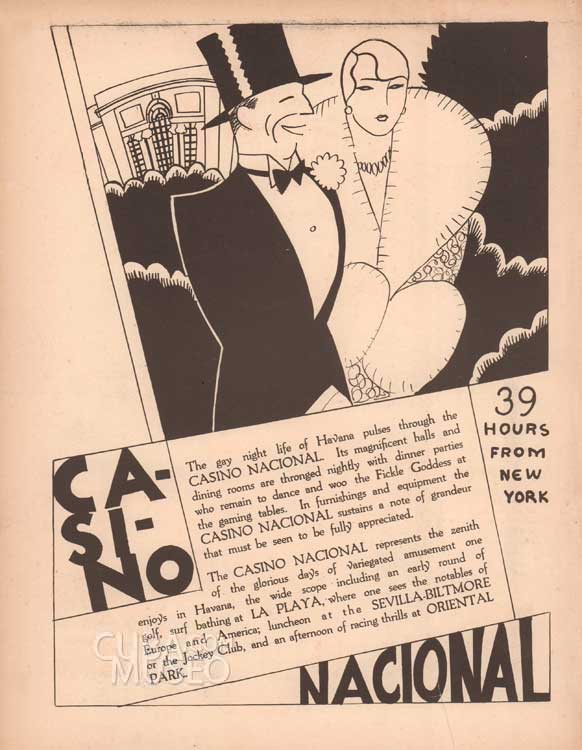 39
HOURS
FROM
NEW
YORK
CA-
SI-
NO
The gay night life of Havana pulses through the
CASINO NACIONAL. Its magnificent halls and
dining rooms are thronged nightly with dinner parties
who remain to dance and woo the Fickle Goddess at
the gaming tables. In furnishings and equipment the
CASINO NACIONAL sustains a note of grandeur
that must be seen to be fully appreciated.
The CASINO NACIONAL represents the zenith
of the glorious days of variegated amusement one
enjoys in Havana, the wide scope including an early round of
golf, surf bathing at LA PLAYA, where one sees the notables of
Europe and America; luncheon at the SEVILLA-BILTMORE
or the Jockey Club, and an afternoon of racing thrills at ORIENTAL
PARK.
NACIONAL
MUSEO